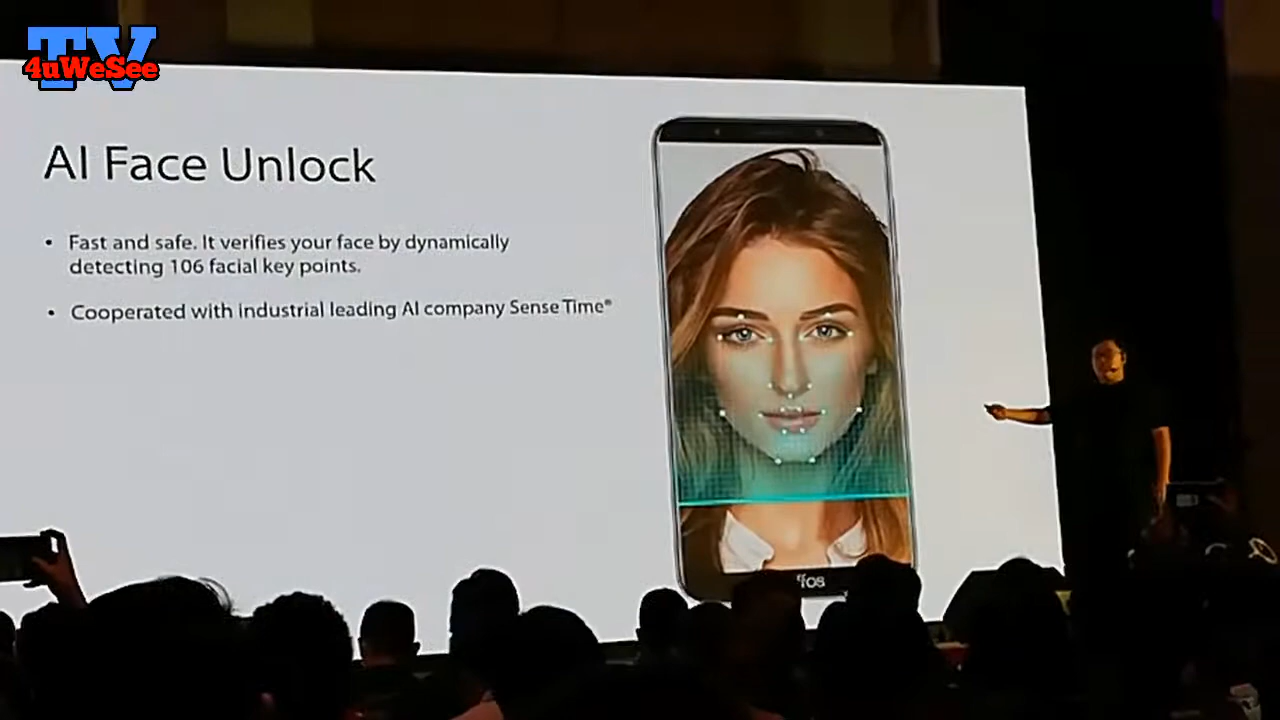 TV
4uWeSee
AI Face Unlock
• Fast and safe. It verifies your face by dynamically
detecting 106 facial key points.
• Cooperated with industrial leading AI company Sense Time®